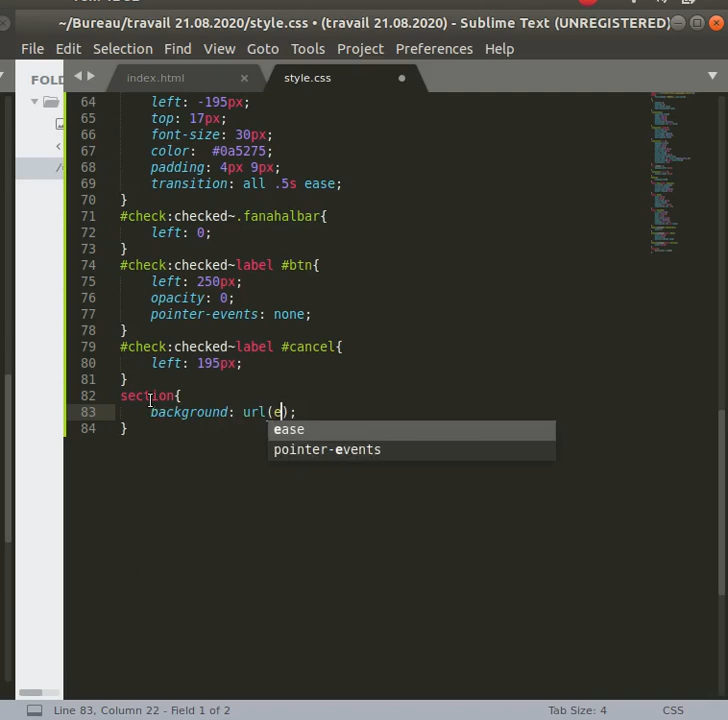 ~/Bureau/travail 21.08.2020/style.css • (travail 21.08.2020) - Sublime Text (UNREGISTERED)
File Edit Selection Find View Goto Tools Project Preferences Help
FOLD
index.html
style.css
64 left: -195px;
65 top: 17px;
66 font-size: 30px;
67 color: #0a5275;
68 padding: 4px 9px;
69 transition: all .5s ease;
70 }
71 #check:checked~.fanahalbar{
72 left: 0;
73 }
74 #check:checked~label #btn{
75 left: 250px;
76 opacity: 0;
77 pointer-events: none;
78 }
79 #check:checked~label #cancel{
80 left: 195px;
81 }
82 section{
83 background: url(e);
84 }
ease
pointer-events
Line 83, Column 22 - Field 1 of 2
Tab Size: 4
CSS